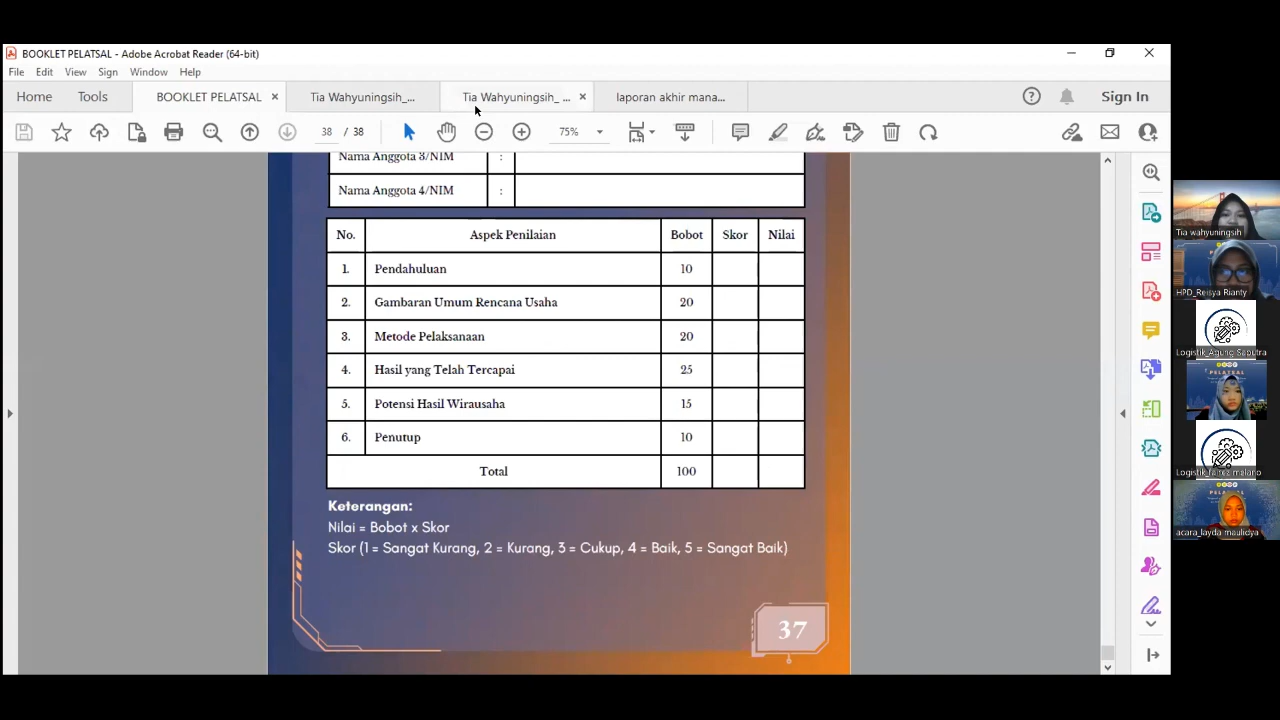 BOOKLET PELATSAL - Adobe Acrobat Reader (64-bit)
File Edit View Sign Window Help
Home Tools BOOKLET PELATSAL × Tia Wahyuningsih_... Tia Wahyuningsih_ ... × laporan akhir mana... Sign In
38 / 38 75%
Nama Anggota 3/NIM :
Nama Anggota 4/NIM :
No. Aspek Penilaian Bobot Skor Nilai
1. Pendahuluan 10
2. Gambaran Umum Rencana Usaha 20
3. Metode Pelaksanaan 20
4. Hasil yang Telah Tercapai 25
5. Potensi Hasil Wirausaha 15
6. Penutup 10
Total 100
Keterangan:
Nilai = Bobot x Skor
Skor (1 = Sangat Kurang, 2 = Kurang, 3 = Cukup, 4 = Baik, 5 = Sangat Baik)
37
Tia wahyuningsih
HPD_Reisya Rianty
Logistik_Agung Saputra
Logistik_fairez melano
acara_layda maulidya